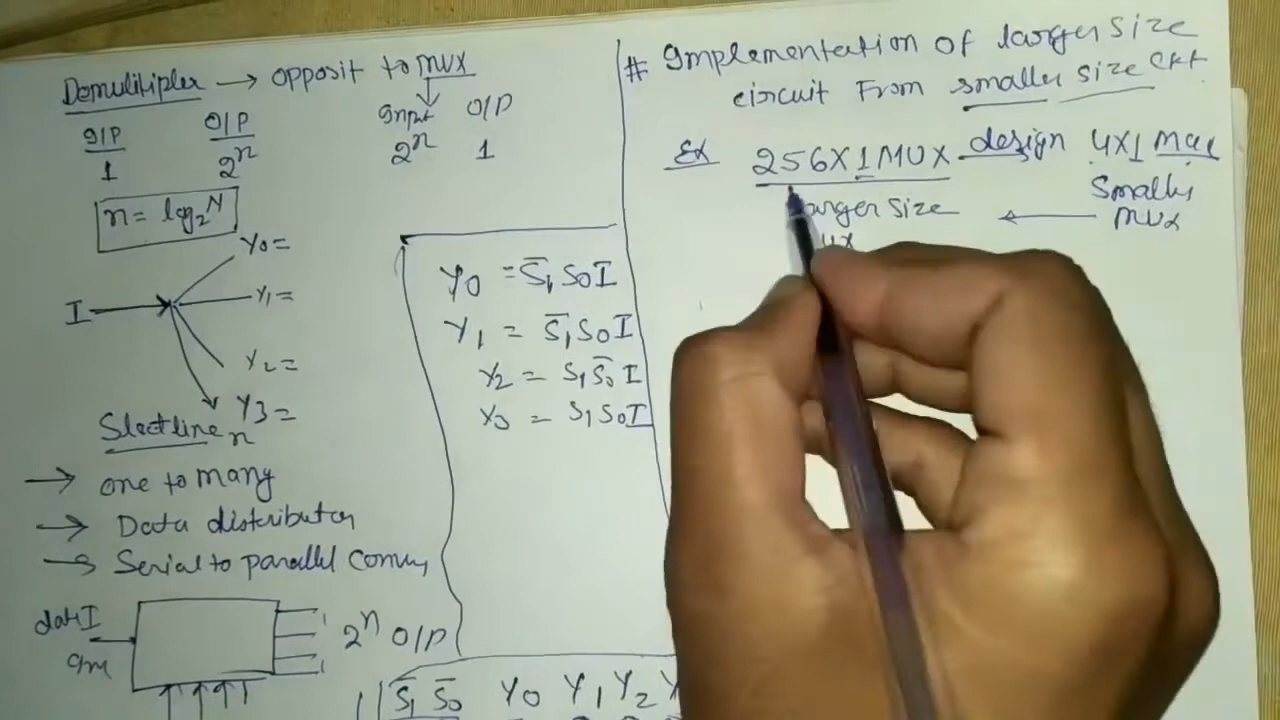 Demulitipler → opposit to MUX
I/P O/P Input O/P
1 2^n 2^n 1
n = log₂N
Y0 =
I Y1 =
Y2 =
Y3 =
Slectline n
→ one to many
→ Data distributor
→ Serial to parallel
data I
2^n O/P
Y0 = S̅1 S0 I
Y1 = S̅1 S0 I
Y2 = S1 S̅0 I
Y3 = S1 S0 I
S̅1 S̅0 Y0 Y1 Y2
# Implementation of larger size
circuit From smaller size ckt.
Ex 256X1 MUX design 4X1 Mux
larger size Smaller
MUX